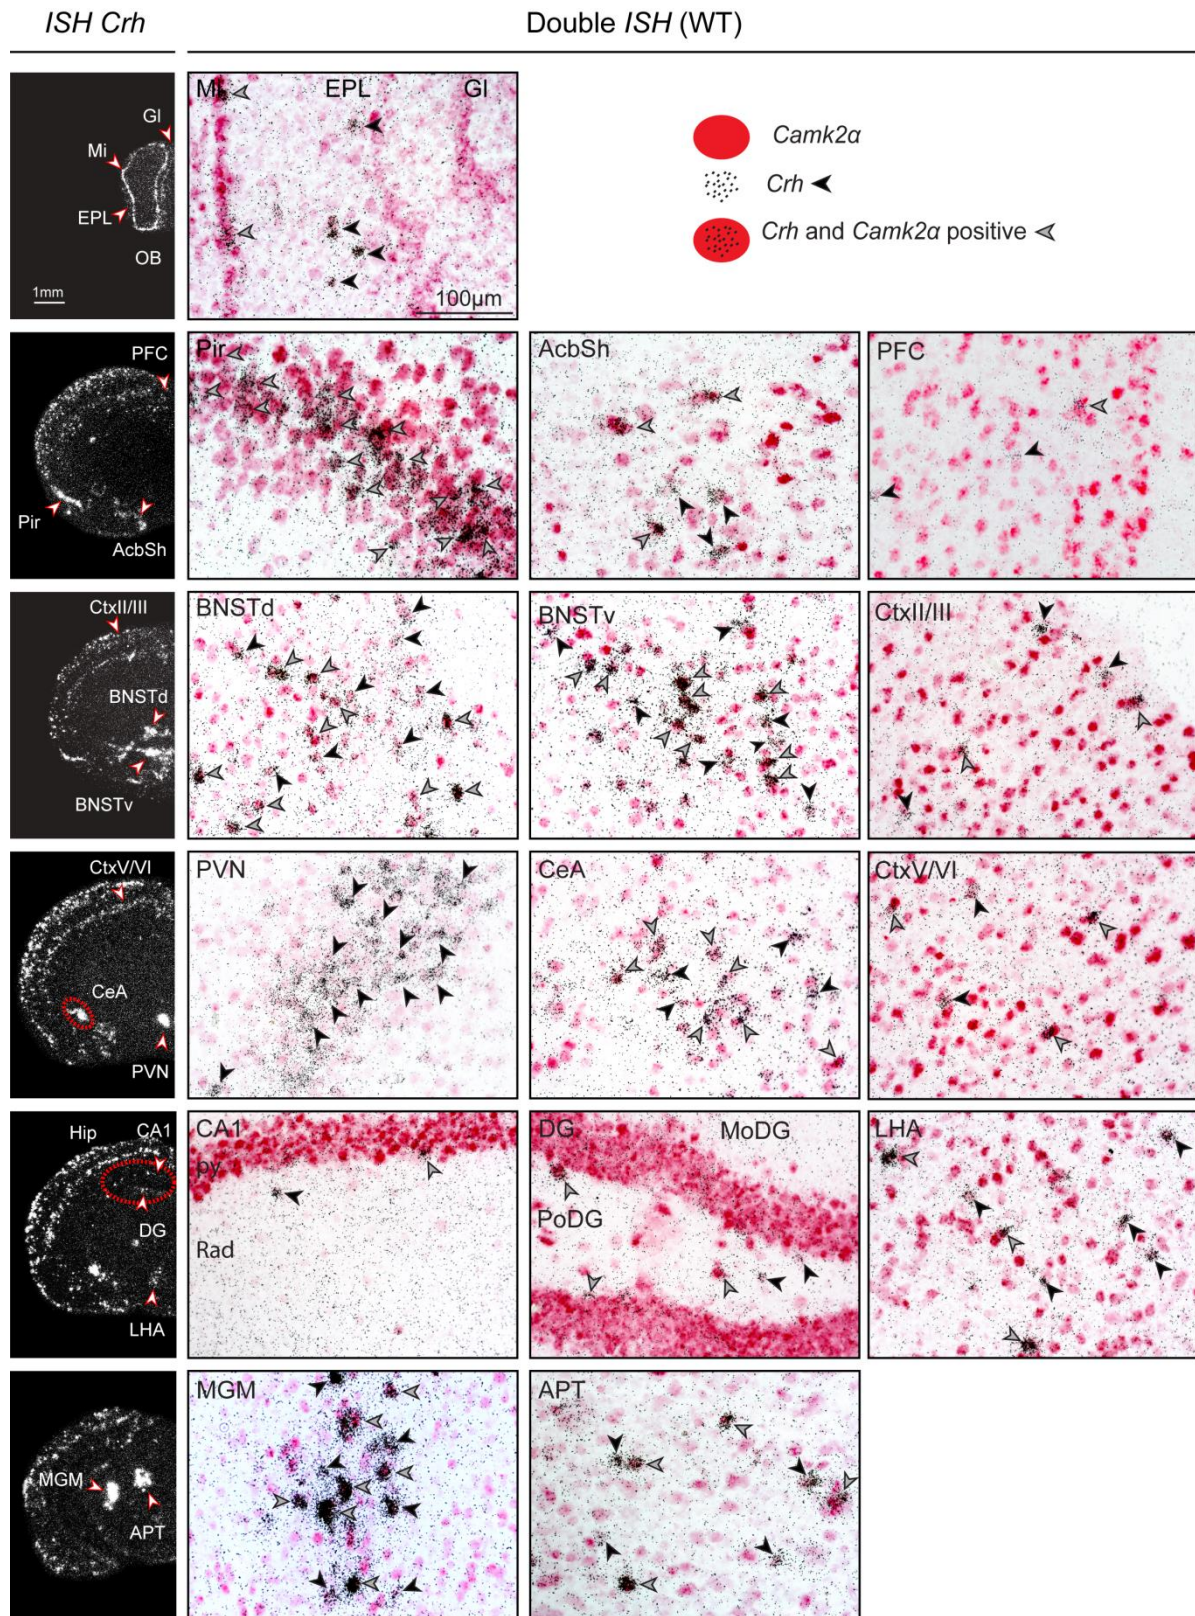 ISH Crh
Double ISH (WT)
Gl
Mi
EPL
OB
1mm
Mi
EPL
Gl
100µm
Camk2α
Crh
Crh and Camk2α positive
PFC
Pir
AcbSh
Pir
AcbSh
PFC
CtxII/III
BNSTd
BNSTv
BNSTd
BNSTv
CtxII/III
CtxV/VI
CeA
PVN
PVN
CeA
CtxV/VI
Hip
CA1
DG
LHA
CA1
py
Rad
DG
MoDG
PoDG
LHA
MGM
APT
MGM
APT